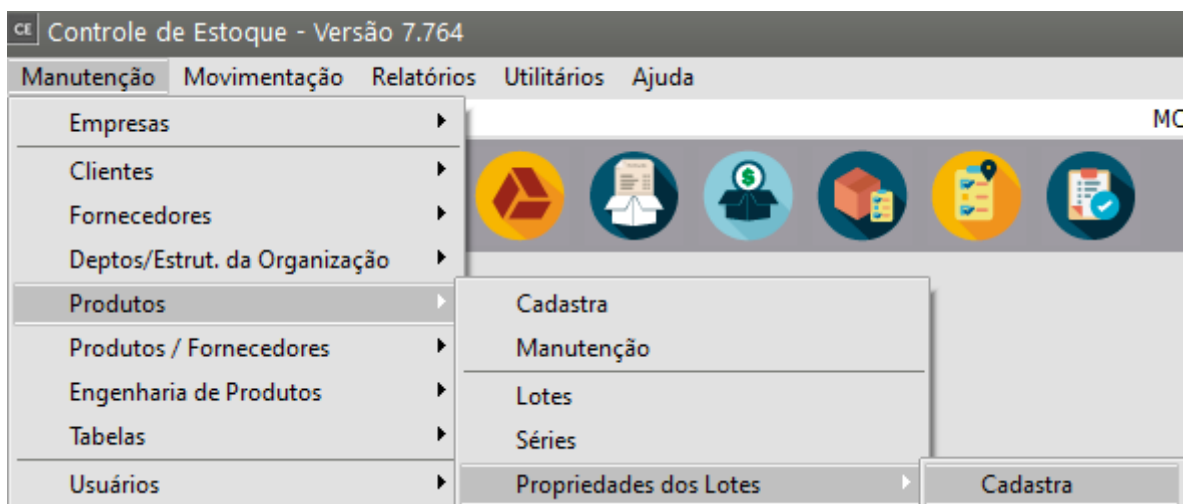 CE Controle de Estoque - Versão 7.764
Manutenção Movimentação Relatórios Utilitários Ajuda
Empresas MC
Clientes
Fornecedores
Deptos/Estrut. da Organização
Produtos Cadastra
Produtos / Fornecedores Manutenção
Engenharia de Produtos Lotes
Tabelas Séries
Usuários Propriedades dos Lotes Cadastra